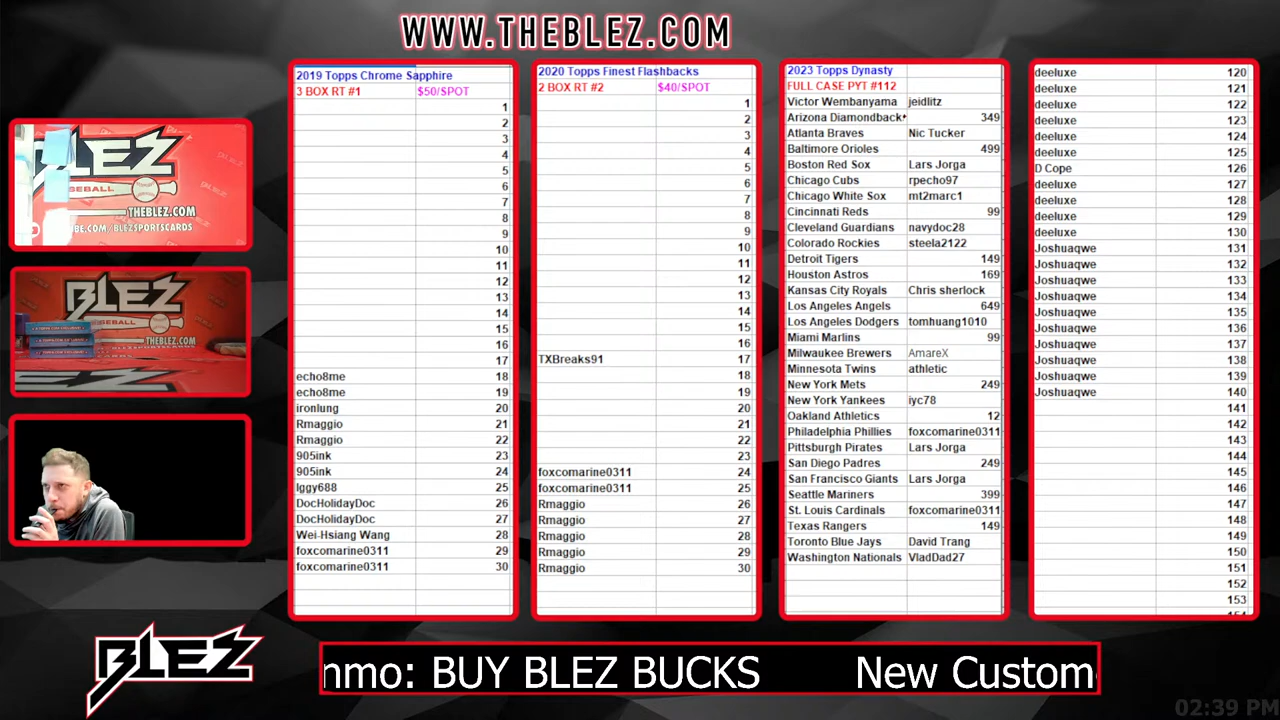 WWW.THEBLEZ.COM
BLEZ
BASEBALL
THEBLEZ.COM
BE.COM/BLEZSPORTSCARDS
BLEZ
BASEBALL
THEBLEZ.COM
2019 Topps Chrome Sapphire
3 BOX RT #1 $50/SPOT
1
2
3
4
5
6
7
8
9
10
11
12
13
14
15
16
17
echo8me 18
echo8me 19
ironlung 20
Rmaggio 21
Rmaggio 22
905ink 23
905ink 24
Iggy688 25
DocHolidayDoc 26
DocHolidayDoc 27
Wei-Hsiang Wang 28
foxcomarine0311 29
foxcomarine0311 30
2020 Topps Finest Flashbacks
2 BOX RT #2 $40/SPOT
1
2
3
4
5
6
7
8
9
10
11
12
13
14
15
16
TXBreaks91 17
18
19
20
21
22
23
foxcomarine0311 24
foxcomarine0311 25
Rmaggio 26
Rmaggio 27
Rmaggio 28
Rmaggio 29
Rmaggio 30
2023 Topps Dynasty
FULL CASE PYT #112
Victor Wembanyama jeidlitz
Arizona Diamondback 349
Atlanta Braves Nic Tucker
Baltimore Orioles 499
Boston Red Sox Lars Jorga
Chicago Cubs rpecho97
Chicago White Sox mt2marc1
Cincinnati Reds 99
Cleveland Guardians navydoc28
Colorado Rockies steela2122
Detroit Tigers 149
Houston Astros 169
Kansas City Royals Chris sherlock
Los Angeles Angels 649
Los Angeles Dodgers tomhuang1010
Miami Marlins 99
Milwaukee Brewers AmareX
Minnesota Twins athletic
New York Mets 249
New York Yankees iyc78
Oakland Athletics 12
Philadelphia Phillies foxcomarine0311
Pittsburgh Pirates Lars Jorga
San Diego Padres 249
San Francisco Giants Lars Jorga
Seattle Mariners 399
St. Louis Cardinals foxcomarine0311
Texas Rangers 149
Toronto Blue Jays David Trang
Washington Nationals VladDad27
deeluxe 120
deeluxe 121
deeluxe 122
deeluxe 123
deeluxe 124
deeluxe 125
D Cope 126
deeluxe 127
deeluxe 128
deeluxe 129
deeluxe 130
Joshuaqwe 131
Joshuaqwe 132
Joshuaqwe 133
Joshuaqwe 134
Joshuaqwe 135
Joshuaqwe 136
Joshuaqwe 137
Joshuaqwe 138
Joshuaqwe 139
Joshuaqwe 140
141
142
143
144
145
146
147
148
149
150
151
152
153
BLEZ
nmo: BUY BLEZ BUCKS New Custom
02:39 PM